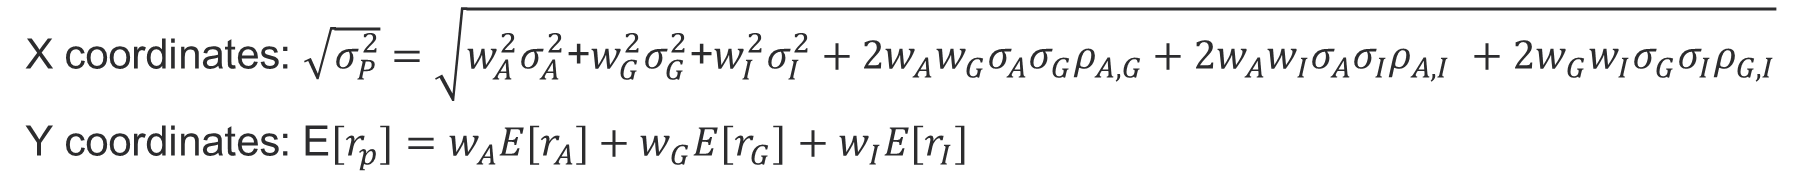 X coordinates: √σ_P^2 = √w_A^2σ_A^2+w_G^2σ_G^2+w_I^2σ_I^2 + 2w_Aw_Gσ_Aσ_Gρ_{A,G} + 2w_Aw_Iσ_Aσ_Iρ_{A,I} + 2w_Gw_Iσ_Gσ_Iρ_{G,I}
Y coordinates: E[r_p] = w_AE[r_A] + w_GE[r_G] + w_IE[r_I]